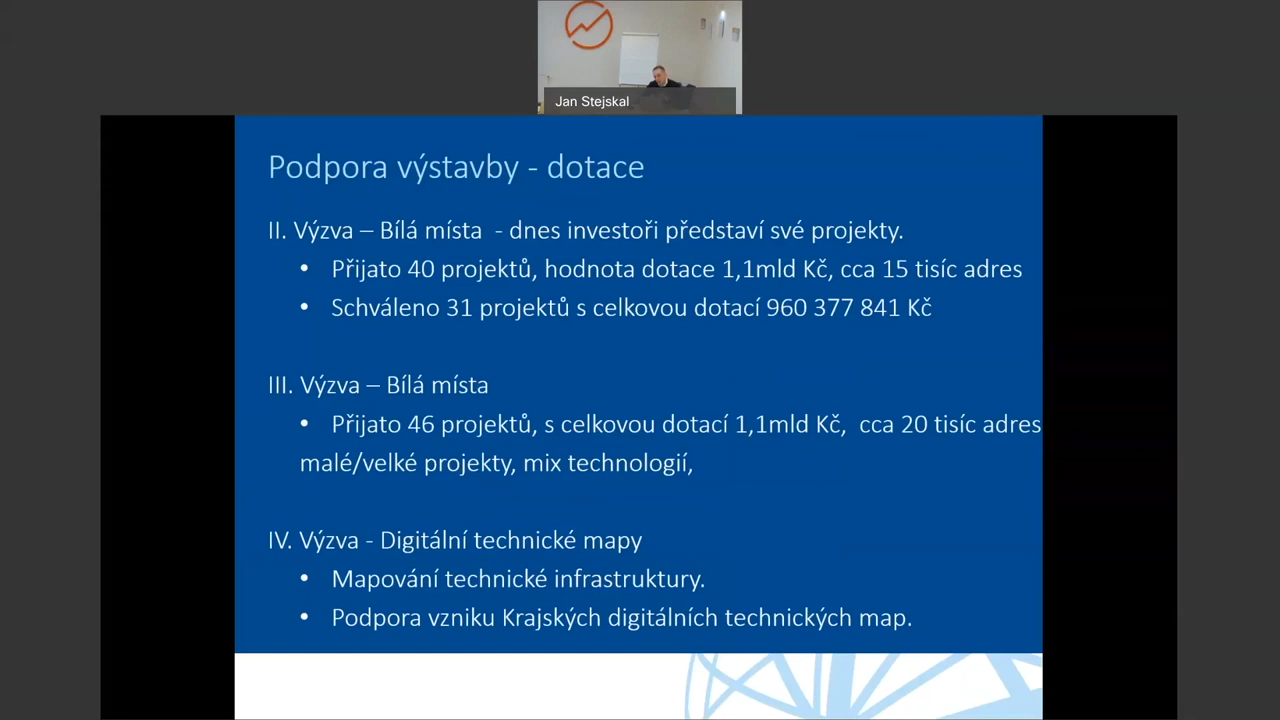 Jan Stejskal
Podpora výstavby - dotace
II. Výzva – Bílá místa - dnes investoři představí své projekty.
• Přijato 40 projektů, hodnota dotace 1,1mld Kč, cca 15 tisíc adres
• Schváleno 31 projektů s celkovou dotací 960 377 841 Kč
III. Výzva – Bílá místa
• Přijato 46 projektů, s celkovou dotací 1,1mld Kč, cca 20 tisíc adres
malé/velké projekty, mix technologií,
IV. Výzva - Digitální technické mapy
• Mapování technické infrastruktury.
• Podpora vzniku Krajských digitálních technických map.